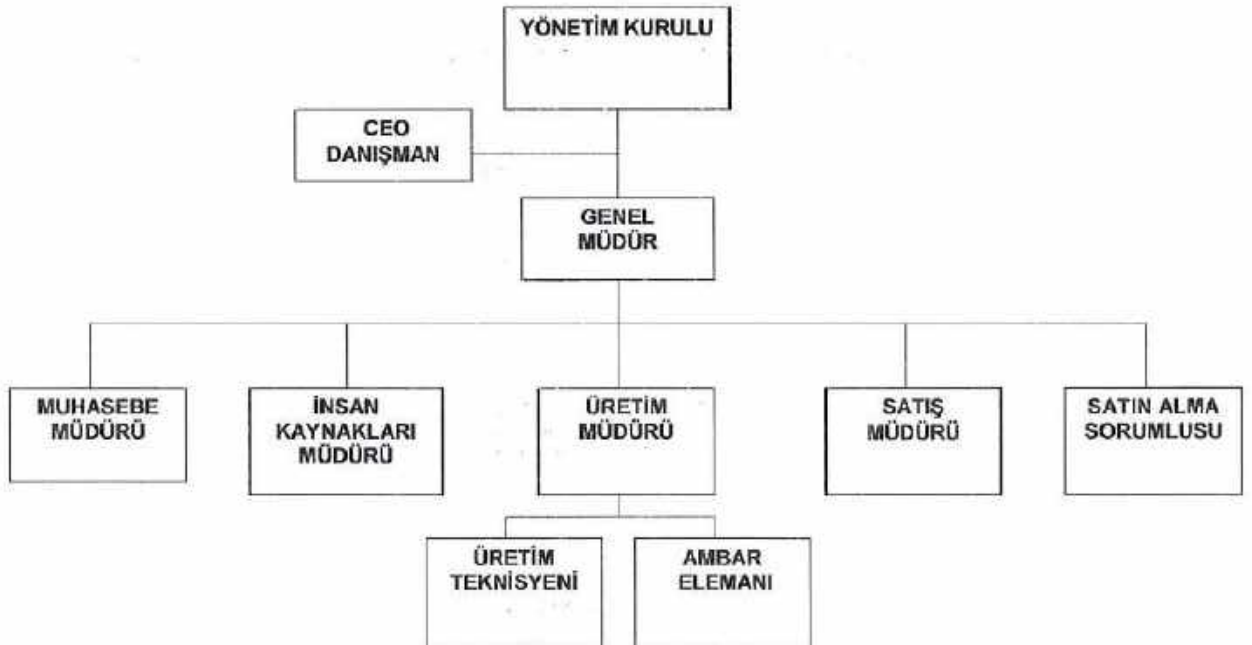 YÖNETİM KURULU
CEO
DANIŞMAN
GENEL
MÜDÜR
MUHASEBE
MÜDÜRÜ
İNSAN
KAYNAKLARI
MÜDÜRÜ
ÜRETİM
MÜDÜRÜ
SATIŞ
MÜDÜRÜ
SATIN ALMA
SORUMLUSU
ÜRETİM
TEKNİSYENİ
AMBAR
ELEMANI